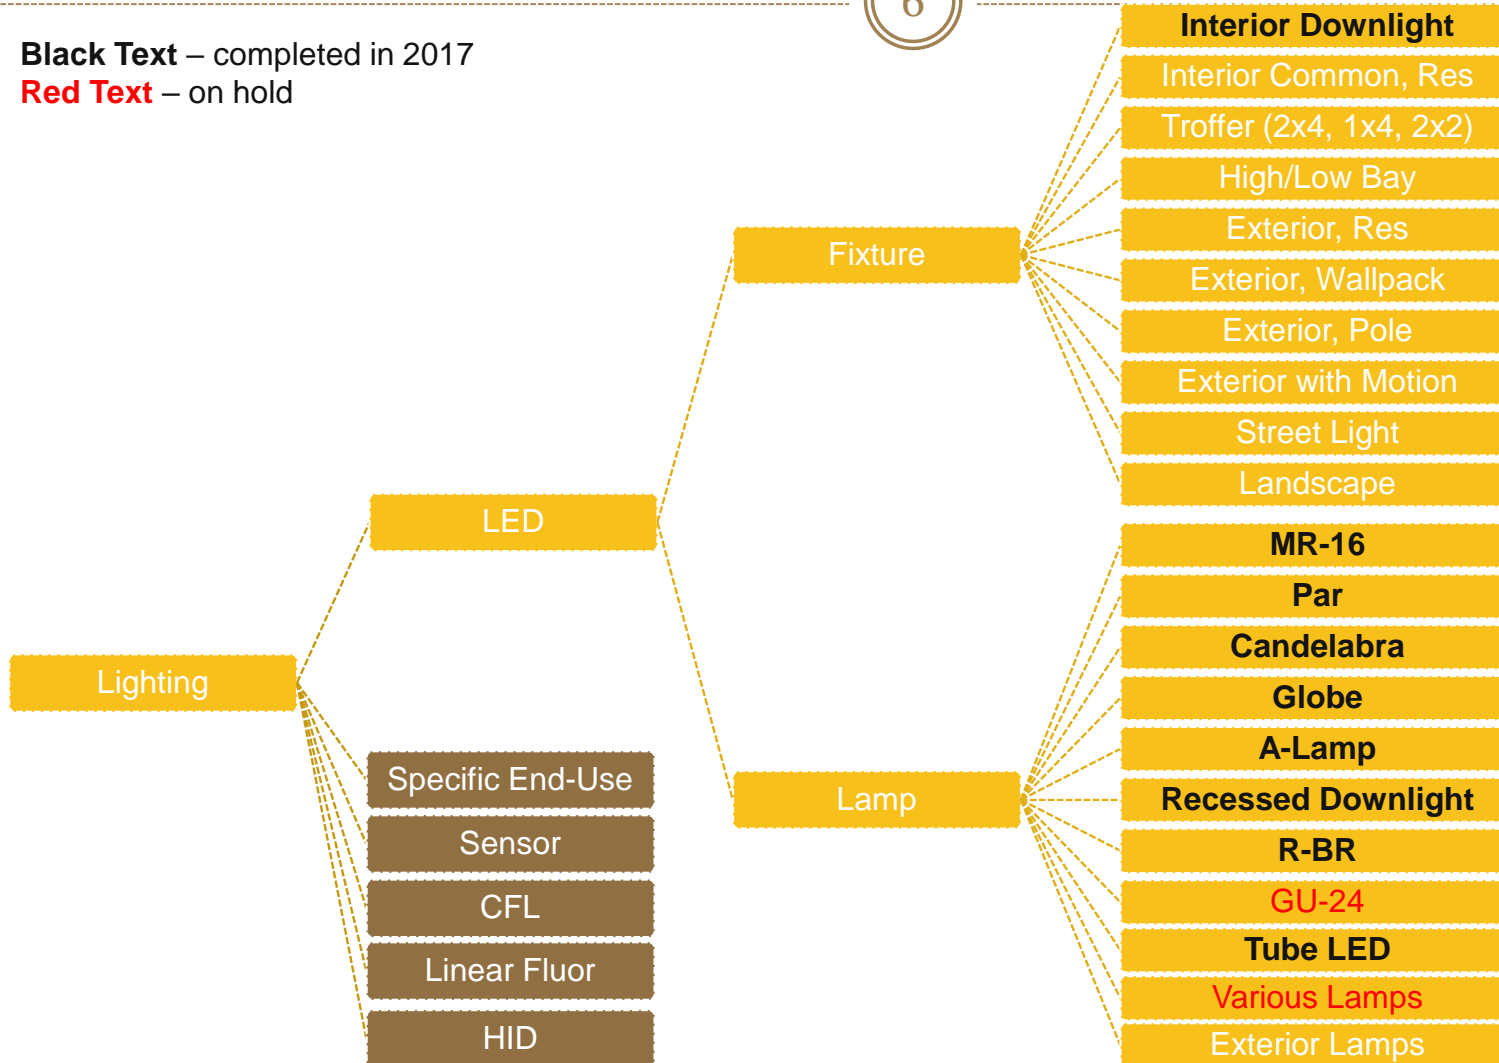 6
Black Text – completed in 2017
Red Text – on hold
Interior Downlight
Interior Common, Res
Troffer (2x4, 1x4, 2x2)
High/Low Bay
Exterior, Res
Exterior, Wallpack
Exterior, Pole
Exterior with Motion
Street Light
Landscape
Fixture
LED
MR-16
Par
Candelabra
Globe
A-Lamp
Recessed Downlight
R-BR
GU-24
Tube LED
Various Lamps
Exterior Lamps
Lamp
Lighting
Specific End-Use
Sensor
CFL
Linear Fluor
HID